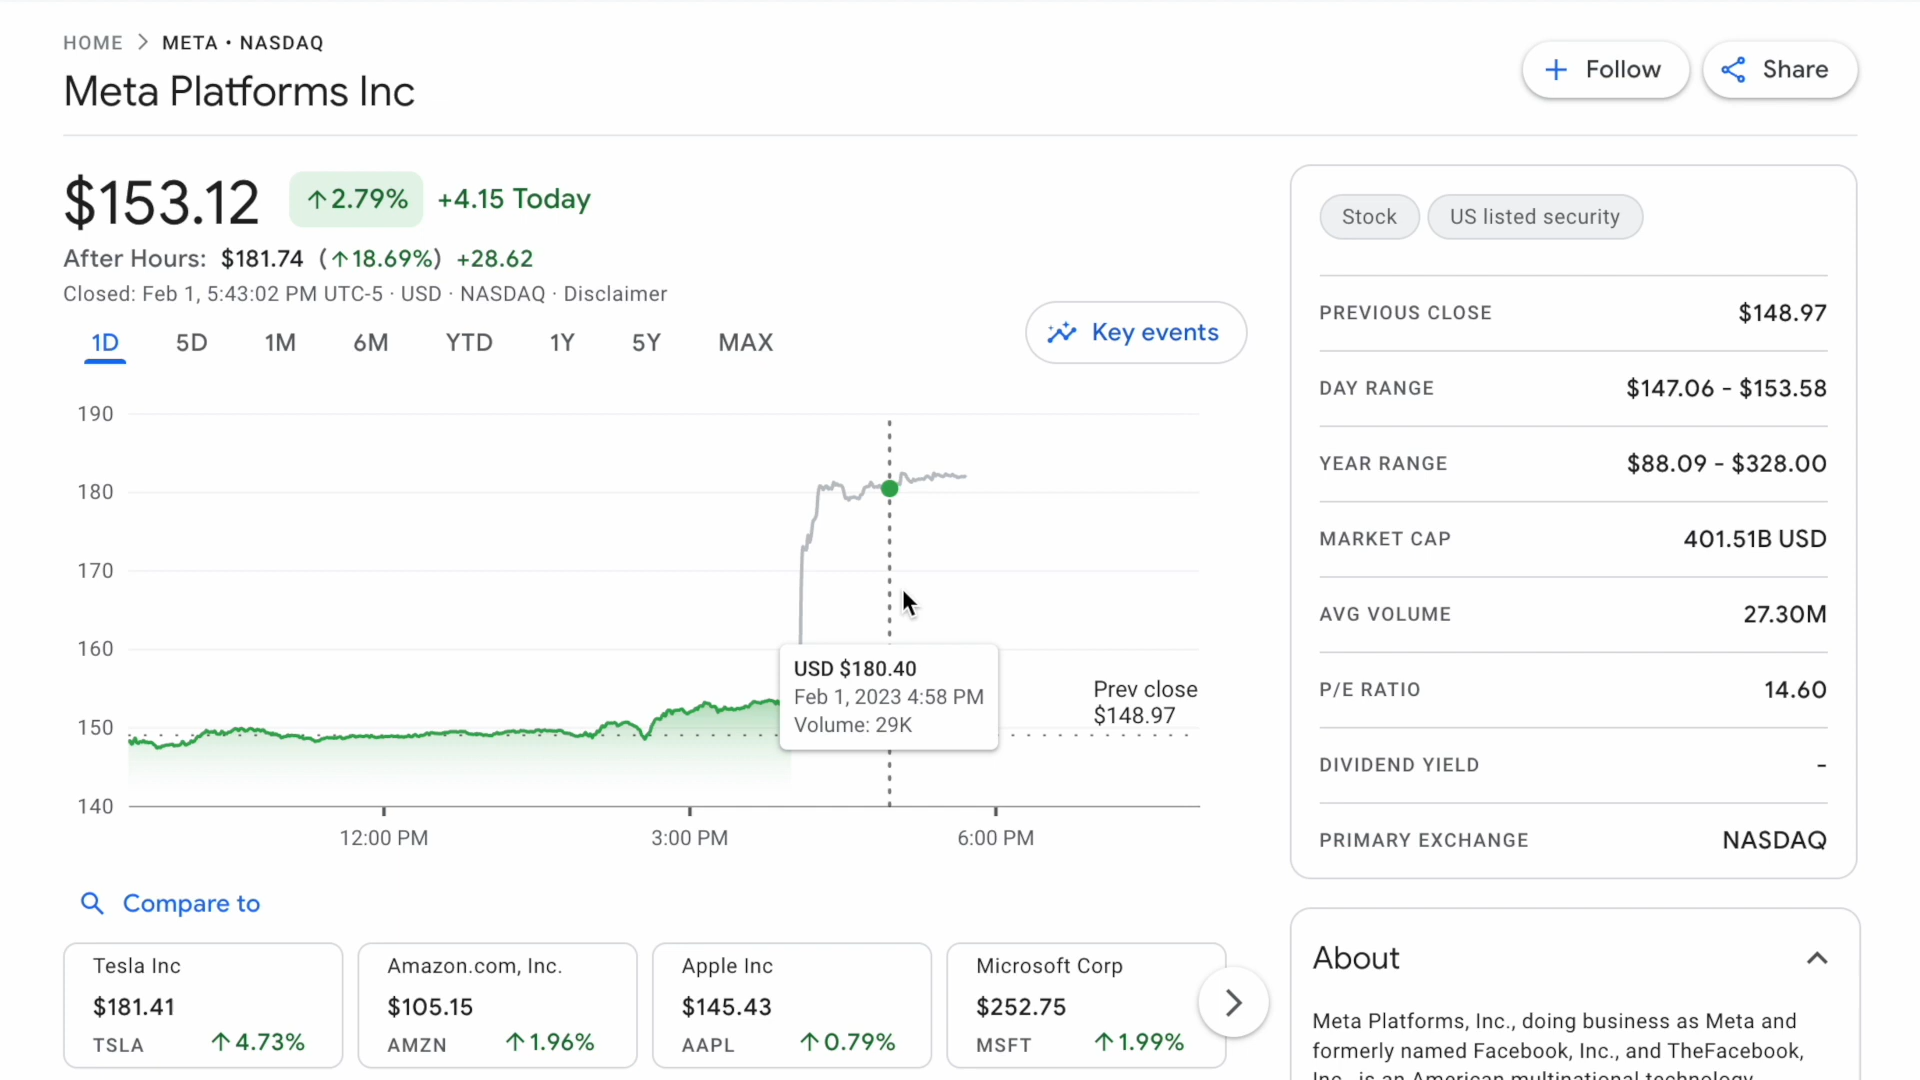 HOME > META • NASDAQ
Meta Platforms Inc
+ Follow
Share
$153.12 ↑2.79% +4.15 Today
After Hours: $181.74 (↑18.69%) +28.62
Closed: Feb 1, 5:43:02 PM UTC-5 · USD · NASDAQ · Disclaimer
1D 5D 1M 6M YTD 1Y 5Y MAX
Key events
190
180
170
160
150
140
USD $180.40
Feb 1, 2023 4:58 PM
Volume: 29K
Prev close
$148.97
12:00 PM 3:00 PM 6:00 PM
Compare to
Tesla Inc
$181.41
TSLA ↑4.73%
Amazon.com, Inc.
$105.15
AMZN ↑1.96%
Apple Inc
$145.43
AAPL ↑0.79%
Microsoft Corp
$252.75
MSFT ↑1.99%
Stock
US listed security
PREVIOUS CLOSE $148.97
DAY RANGE $147.06 - $153.58
YEAR RANGE $88.09 - $328.00
MARKET CAP 401.51B USD
AVG VOLUME 27.30M
P/E RATIO 14.60
DIVIDEND YIELD -
PRIMARY EXCHANGE NASDAQ
About
Meta Platforms, Inc., doing business as Meta and
formerly named Facebook, Inc., and TheFacebook,
Inc., is an American multinational technology